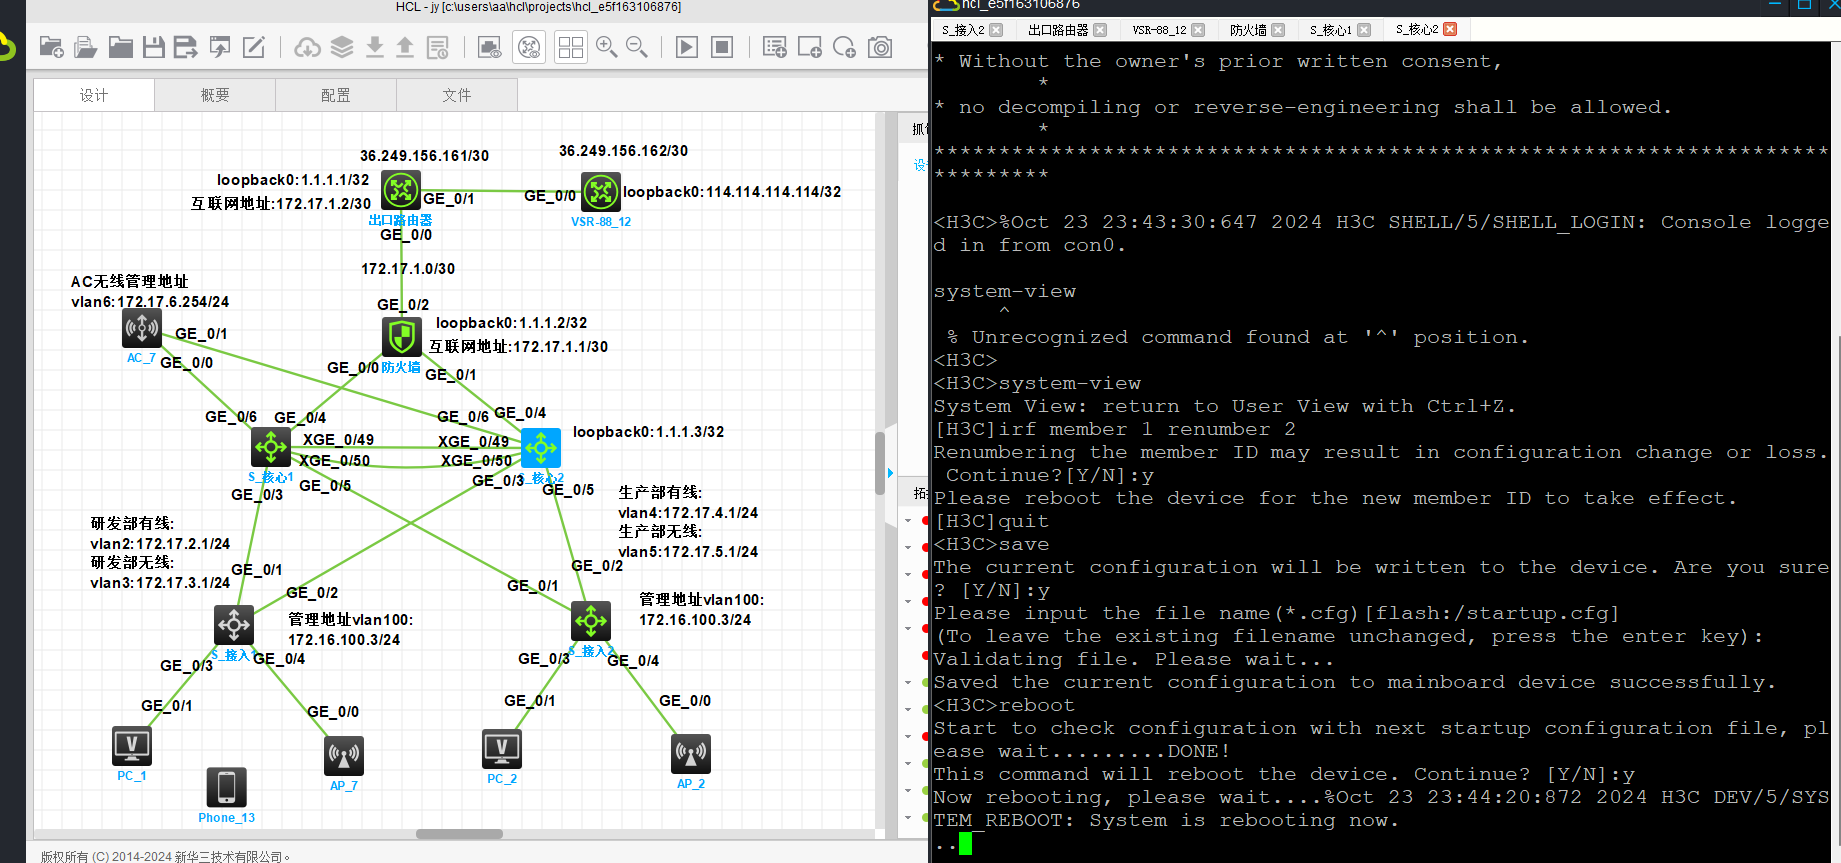 HCL - jy [c:\users\aa\hcl\projects\hcl_e5f163106876]
设计
概要
配置
文件
36.249.156.161/30
36.249.156.162/30
loopback0:1.1.1.1/32
互联网地址:172.17.1.2/30
GE_0/1
GE_0/0
loopback0:114.114.114.114/32
出口路由器
VSR-88_12
GE_0/0
172.17.1.0/30
AC无线管理地址
vlan6:172.17.6.254/24
GE_0/2
loopback0:1.1.1.2/32
GE_0/1
互联网地址:172.17.1.1/30
AC_7
GE_0/0
GE_0/0
防火墙
GE_0/1
GE_0/6
GE_0/4
GE_0/6
GE_0/4
loopback0:1.1.1.3/32
XGE_0/49
XGE_0/49
XGE_0/50
XGE_0/50
S_核心1
S_核心2
GE_0/3
GE_0/5
GE_0/3
GE_0/5
生产部有线:
vlan4:172.17.4.1/24
生产部无线:
vlan5:172.17.5.1/24
研发部有线:
vlan2:172.17.2.1/24
研发部无线:
vlan3:172.17.3.1/24
GE_0/1
GE_0/2
GE_0/1
GE_0/2
管理地址vlan100:
172.16.100.3/24
管理地址vlan100:
172.16.100.3/24
S_接入1
S_接入2
GE_0/3
GE_0/4
GE_0/3
GE_0/4
GE_0/1
GE_0/0
GE_0/1
GE_0/0
PC_1
AP_7
PC_2
AP_2
Phone_13
版权所有 (C) 2014-2024 新华三技术有限公司。
设
hcl_e5f163106876
S_接入2
出口路由器
VSR-88_12
防火墙
S_核心1
S_核心2
* Without the owner's prior written consent,
*
* no decompiling or reverse-engineering shall be allowed.
*
*********************************************************************
*********
<H3C>%Oct 23 23:43:30:647 2024 H3C SHELL/5/SHELL_LOGIN: Console logge
d in from con0.
system-view
^
% Unrecognized command found at '^' position.
<H3C>
<H3C>system-view
System View: return to User View with Ctrl+Z.
[H3C]irf member 1 renumber 2
Renumbering the member ID may result in configuration change or loss.
Continue?[Y/N]:y
Please reboot the device for the new member ID to take effect.
[H3C]quit
<H3C>save
The current configuration will be written to the device. Are you sure
? [Y/N]:y
Please input the file name(*.cfg)[flash:/startup.cfg]
(To leave the existing filename unchanged, press the enter key):
Validating file. Please wait...
Saved the current configuration to mainboard device successfully.
<H3C>reboot
Start to check configuration with next startup configuration file, pl
ease wait.........DONE!
This command will reboot the device. Continue? [Y/N]:y
Now rebooting, please wait....%Oct 23 23:44:20:872 2024 H3C DEV/5/SYS
TEM_REBOOT: System is rebooting now.
..